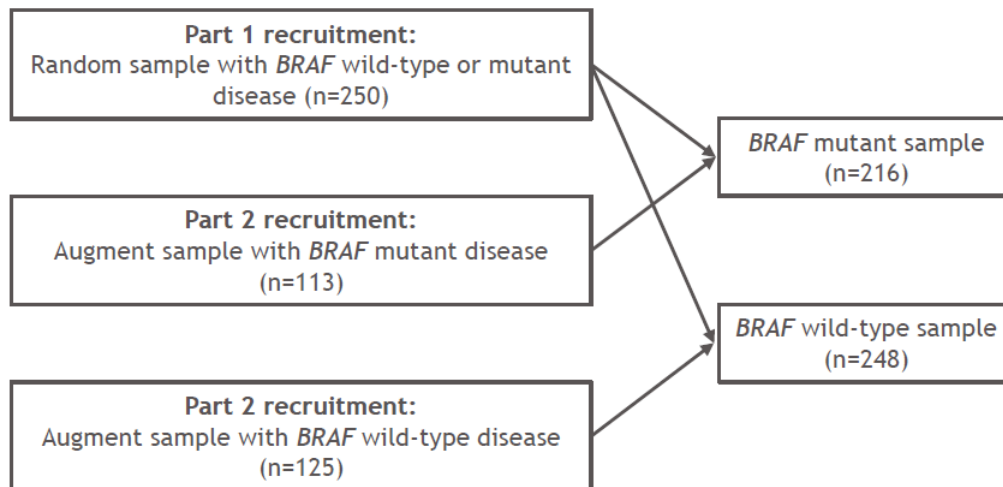 Part 1 recruitment:
Random sample with BRAF wild-type or mutant
disease (n=250)
BRAF mutant sample
(n=216)
Part 2 recruitment:
Augment sample with BRAF mutant disease
(n=113)
BRAF wild-type sample
(n=248)
Part 2 recruitment:
Augment sample with BRAF wild-type disease
(n=125)